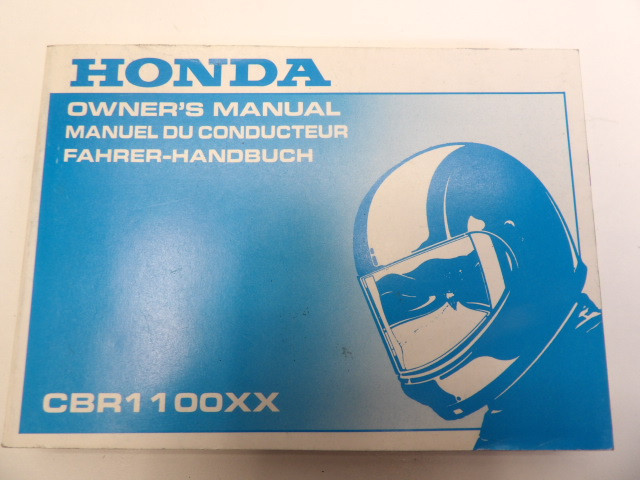 HONDA
OWNER'S MANUAL
MANUEL DU CONDUCTEUR
FAHRER-HANDBUCH
CBR1100XX